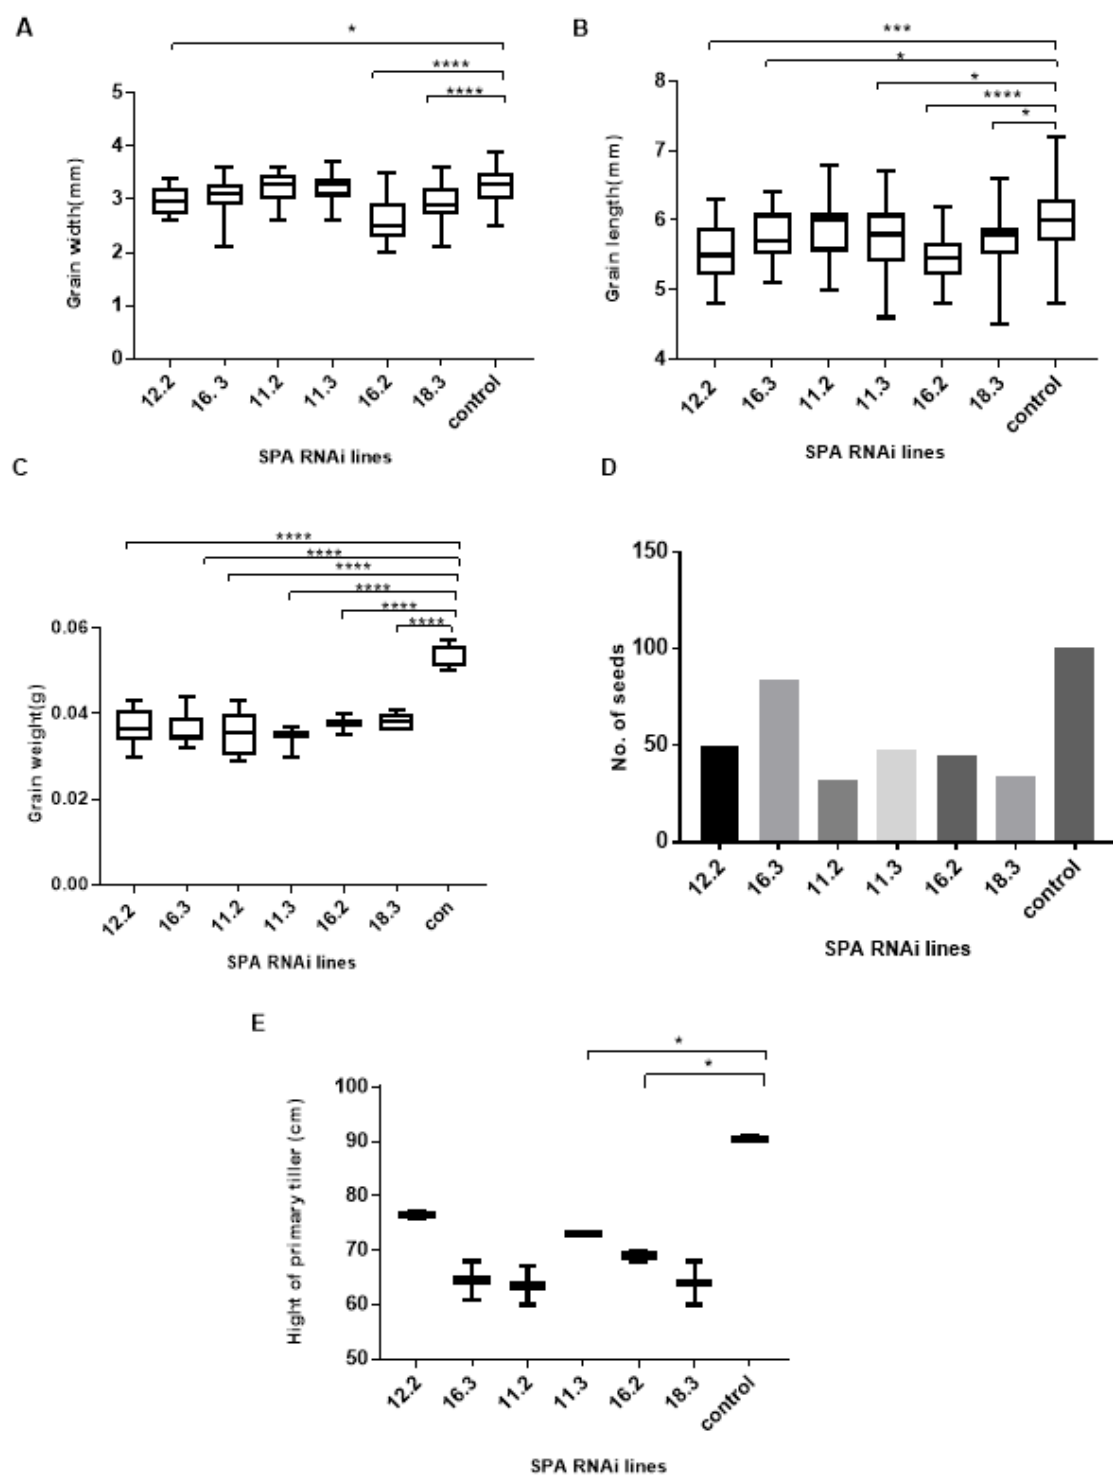 A
*
****
****
5
4
3
2
1
0
Grain width(mm)
12.2 16. 3 11.2 11.3 16.2 18.3 control
SPA RNAi lines
B
***
*
*
****
*
8
7
6
5
4
Grain length(mm)
12.2 16.3 11.2 11.3 16.2 18.3 control
SPA RNAi lines
C
****
****
****
****
****
****
0.06
0.04
0.02
0.00
Grain weight(g)
12.2 16.3 11.2 11.3 16.2 18.3 con
SPA RNAi lines
D
150
100
50
0
No. of seeds
12.2 16.3 11.2 11.3 16.2 18.3 control
SPA RNAi lines
E
*
*
100
90
80
70
60
50
Hight of primary tiller (cm)
12.2 16.3 11.2 11.3 16.2 18.3 control
SPA RNAi lines